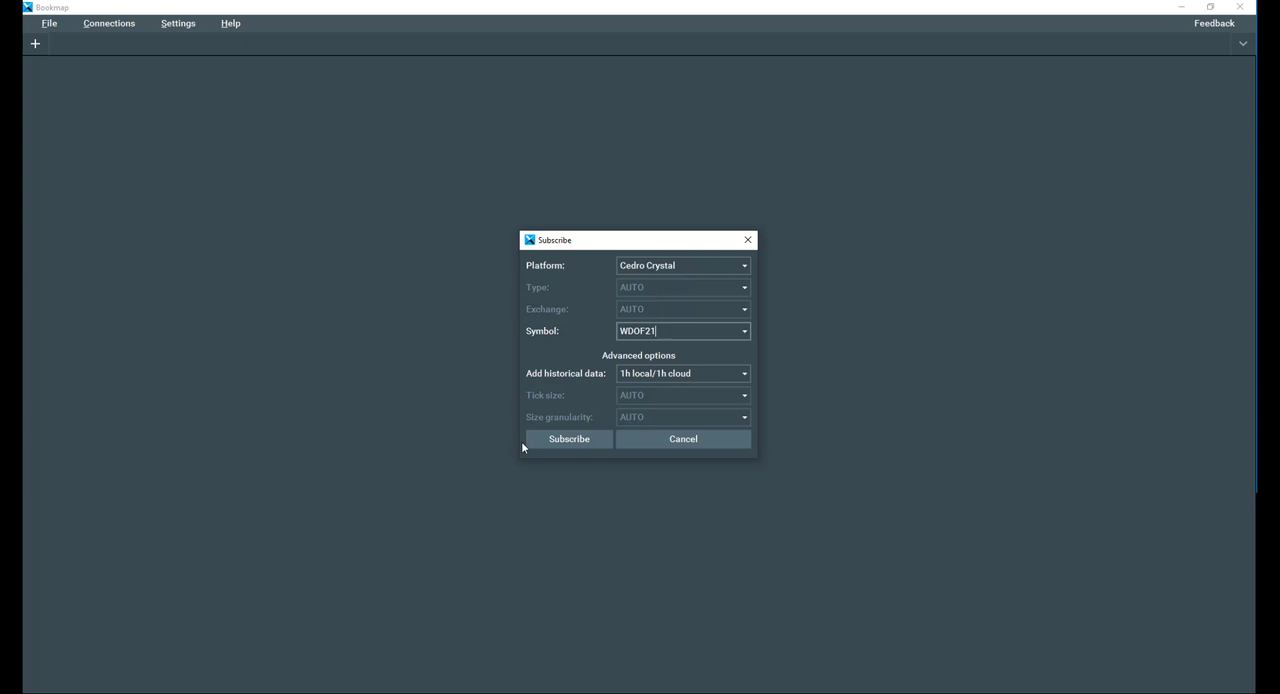 Bookmap
File Connections Settings Help Feedback
+
Subscribe
Platform: Cedro Crystal
Type: AUTO
Exchange: AUTO
Symbol: WDOF21
Advanced options
Add historical data: 1h local/1h cloud
Tick size: AUTO
Size granularity: AUTO
Subscribe Cancel